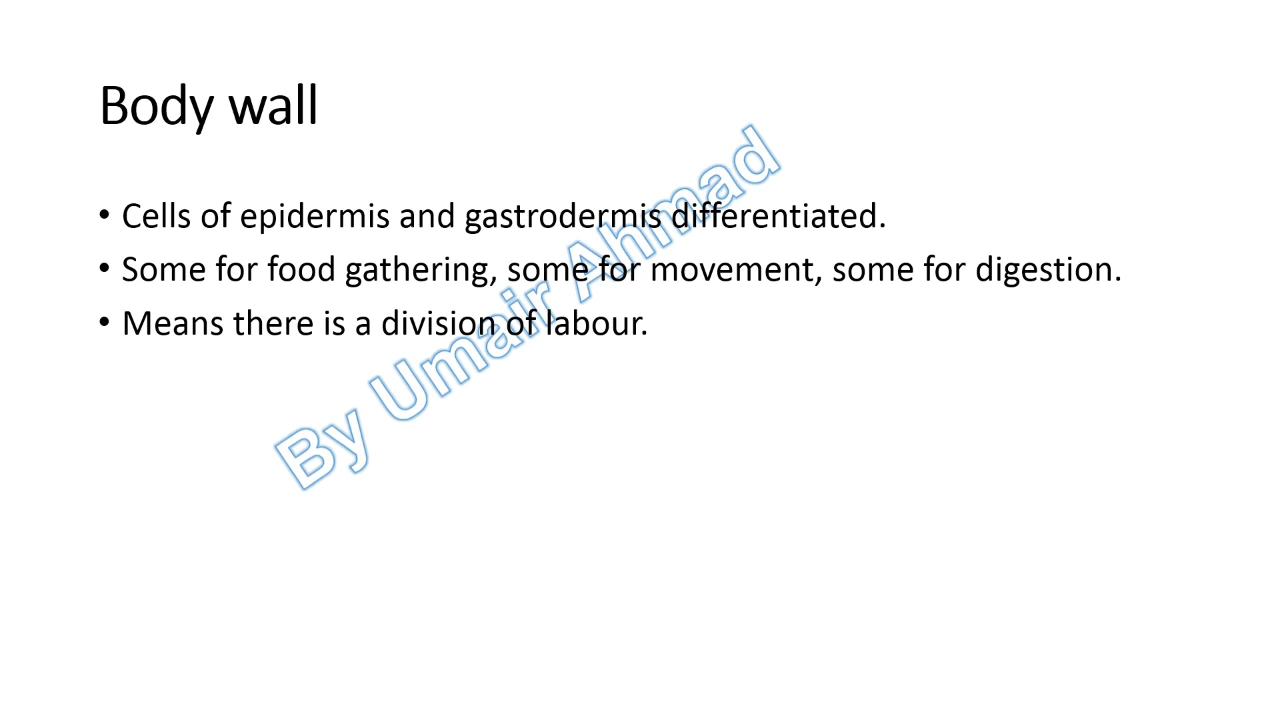 Body wall
• Cells of epidermis and gastrodermis differentiated.
• Some for food gathering, some for movement, some for digestion.
• Means there is a division of labour.
By Umair Ahmad